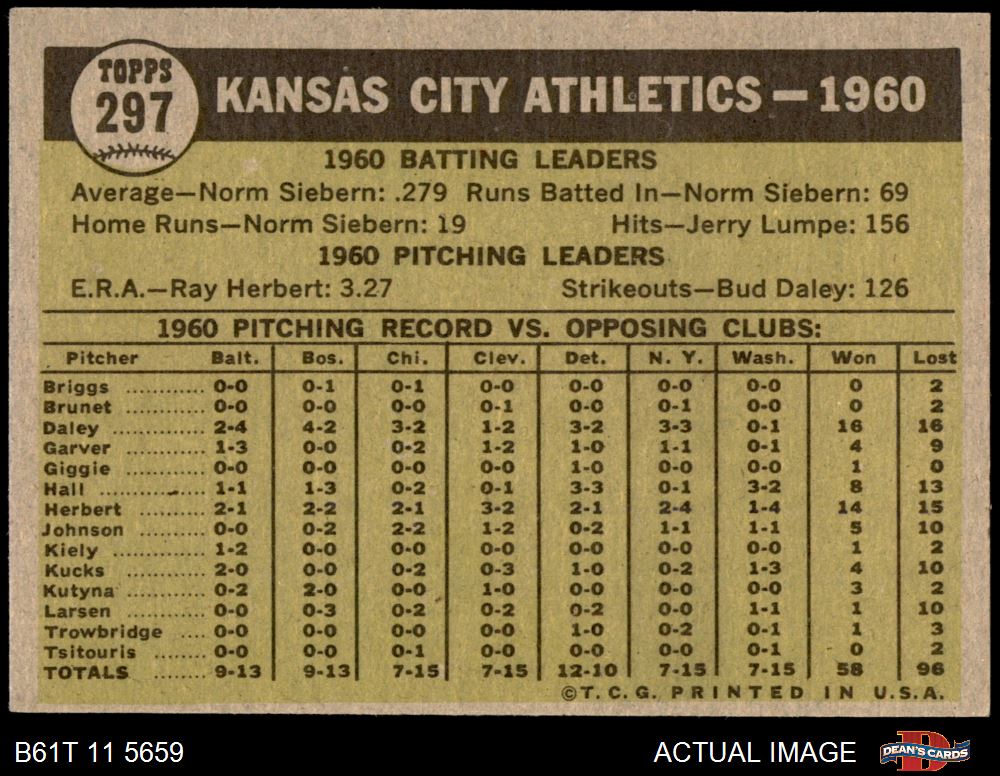 TOPPS
297
KANSAS CITY ATHLETICS — 1960
1960 BATTING LEADERS
Average—Norm Siebern: .279 Runs Batted In—Norm Siebern: 69
Home Runs—Norm Siebern: 19 Hits—Jerry Lumpe: 156
1960 PITCHING LEADERS
E.R.A.—Ray Herbert: 3.27 Strikeouts—Bud Daley: 126
1960 PITCHING RECORD VS. OPPOSING CLUBS:
Pitcher Balt. Bos. Chi. Clev. Det. N. Y. Wash. Won Lost
Briggs ............ 0-0 0-1 0-1 0-0 0-0 0-0 0-0 0 2
Brunet ............ 0-0 0-0 0-0 0-1 0-0 0-1 0-0 0 2
Daley .............. 2-4 4-2 3-2 1-2 3-2 3-3 0-1 16 16
Garver ............ 1-3 0-0 0-2 1-2 1-0 1-1 0-1 4 9
Giggie ............ 0-0 0-0 0-0 0-0 1-0 0-0 0-0 1 0
Hall ................ 1-1 1-3 0-2 0-1 3-3 0-1 3-2 8 13
Herbert .......... 2-1 2-2 2-1 3-2 2-1 2-4 1-4 14 15
Johnson .......... 0-0 0-2 2-2 1-2 0-2 1-1 1-1 5 10
Kiely .............. 1-2 0-0 0-0 0-0 0-0 0-0 0-0 1 2
Kucks ............ 2-0 0-0 0-2 0-3 1-0 0-2 1-3 4 10
Kutyna ........... 0-2 2-0 0-0 1-0 0-0 0-0 0-0 3 2
Larsen ............ 0-0 0-3 0-2 0-2 0-2 0-0 1-1 1 10
Trowbridge .... 0-0 0-0 0-0 0-0 1-0 0-2 0-1 1 3
Tsitouris ........ 0-0 0-0 0-1 0-0 0-0 0-0 0-1 0 2
TOTALS 9-13 9-13 7-15 7-15 12-10 7-15 7-15 58 96
©T.C.G. PRINTED IN U.S.A.
B61T 11 5659 ACTUAL IMAGE DEAN'S CARDS